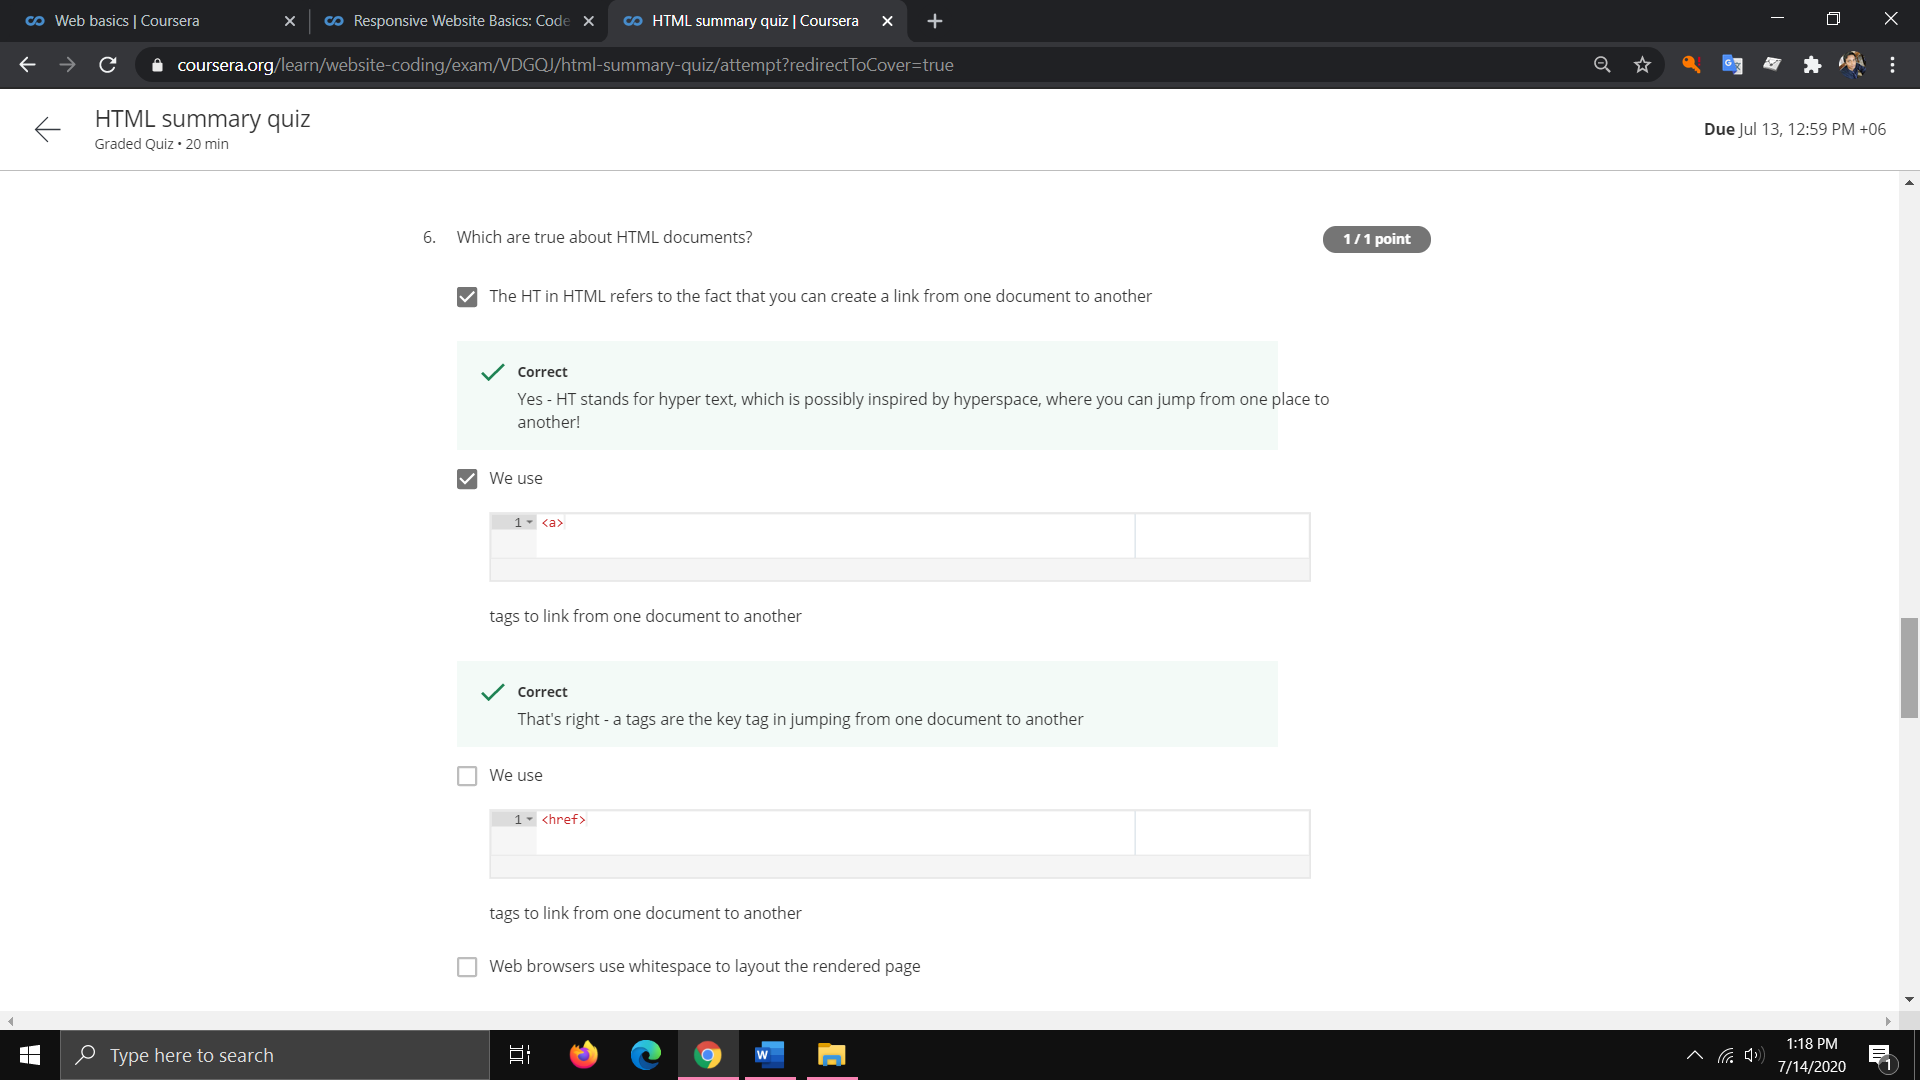 Web basics | Coursera
Responsive Website Basics: Code
HTML summary quiz | Coursera
coursera.org/learn/website-coding/exam/VDGQJ/html-summary-quiz/attempt?redirectToCover=true
HTML summary quiz
Graded Quiz • 20 min
Due Jul 13, 12:59 PM +06
6. Which are true about HTML documents?
1 / 1 point
The HT in HTML refers to the fact that you can create a link from one document to another
Correct
Yes - HT stands for hyper text, which is possibly inspired by hyperspace, where you can jump from one place to
another!
We use
1 <a>
tags to link from one document to another
Correct
That's right - a tags are the key tag in jumping from one document to another
We use
1 <href>
tags to link from one document to another
Web browsers use whitespace to layout the rendered page
Type here to search
1:18 PM
7/14/2020
1